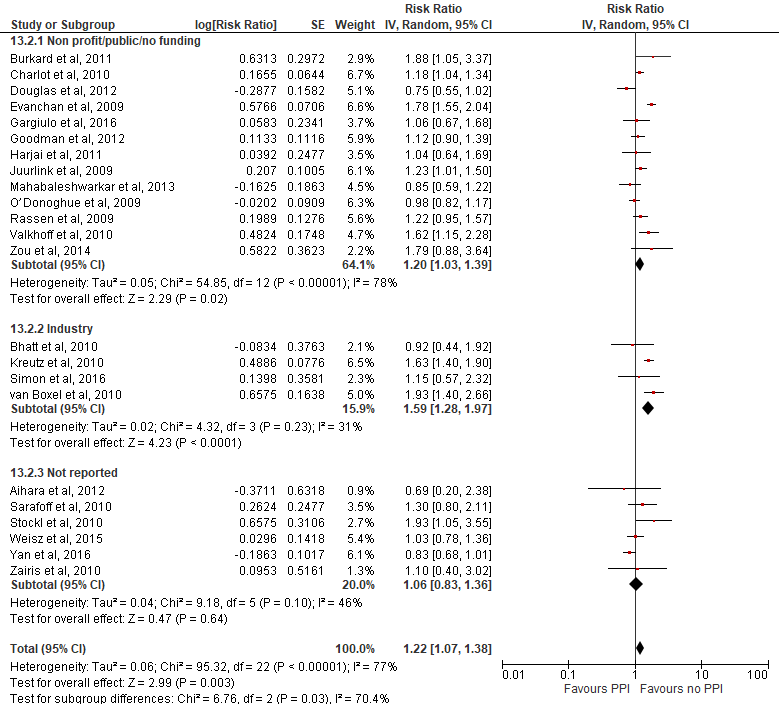 Risk Ratio Risk Ratio
Study or Subgroup log[Risk Ratio] SE Weight IV, Random, 95% CI IV, Random, 95% CI
13.2.1 Non profit/public/no funding
Burkard et al, 2011 0.6313 0.2972 2.9% 1.88 [1.05, 3.37]
Charlot et al, 2010 0.1655 0.0644 6.7% 1.18 [1.04, 1.34]
Douglas et al, 2012 -0.2877 0.1582 5.1% 0.75 [0.55, 1.02]
Evanchan et al, 2009 0.5766 0.0706 6.6% 1.78 [1.55, 2.04]
Gargiulo et al, 2016 0.0583 0.2341 3.7% 1.06 [0.67, 1.68]
Goodman et al, 2012 0.1133 0.1116 5.9% 1.12 [0.90, 1.39]
Harjai et al, 2011 0.0392 0.2477 3.5% 1.04 [0.64, 1.69]
Juurlink et al, 2009 0.207 0.1005 6.1% 1.23 [1.01, 1.50]
Mahabaleshwarkar et al, 2013 -0.1625 0.1863 4.5% 0.85 [0.59, 1.22]
O'Donoghue et al, 2009 -0.0202 0.0909 6.3% 0.98 [0.82, 1.17]
Rassen et al, 2009 0.1989 0.1276 5.7% 1.22 [0.95, 1.57]
Valkhoff et al, 2010 0.4824 0.1748 4.7% 1.62 [1.15, 2.28]
Zou et al, 2014 0.5822 0.3623 2.2% 1.79 [0.88, 3.64]
Subtotal (95% CI) 64.1% 1.20 [1.03, 1.39]
Heterogeneity: Tau² = 0.05; Chi² = 54.85, df = 12 (P < 0.00001); I² = 78%
Test for overall effect: Z = 2.29 (P = 0.02)
13.2.2 Industry
Bhatt et al, 2010 -0.0834 0.3763 2.1% 0.92 [0.44, 1.92]
Kreutz et al, 2010 0.4886 0.0776 6.5% 1.63 [1.40, 1.90]
Simon et al, 2016 0.1398 0.3581 2.3% 1.15 [0.57, 2.32]
van Boxel et al, 2010 0.6575 0.1638 5.0% 1.93 [1.40, 2.66]
Subtotal (95% CI) 15.9% 1.59 [1.28, 1.97]
Heterogeneity: Tau² = 0.02; Chi² = 4.32, df = 3 (P = 0.23); I² = 31%
Test for overall effect: Z = 4.23 (P < 0.0001)
13.2.3 Not reported
Aihara et al, 2012 -0.3711 0.6318 0.9% 0.69 [0.20, 2.38]
Sarafoff et al, 2010 0.2624 0.2477 3.5% 1.30 [0.80, 2.11]
Stockl et al, 2010 0.6575 0.3106 2.7% 1.93 [1.05, 3.55]
Weisz et al, 2015 0.0296 0.1418 5.4% 1.03 [0.78, 1.36]
Yan et al, 2016 -0.1863 0.1017 6.1% 0.83 [0.68, 1.01]
Zairis et al, 2010 0.0953 0.5161 1.3% 1.10 [0.40, 3.02]
Subtotal (95% CI) 20.0% 1.06 [0.83, 1.36]
Heterogeneity: Tau² = 0.04; Chi² = 9.18, df = 5 (P = 0.10); I² = 46%
Test for overall effect: Z = 0.47 (P = 0.64)
Total (95% CI) 100.0% 1.22 [1.07, 1.38]
Heterogeneity: Tau² = 0.06; Chi² = 95.32, df = 22 (P < 0.00001); I² = 77%
Test for overall effect: Z = 2.99 (P = 0.003)
Test for subgroup differences: Chi² = 6.76, df = 2 (P = 0.03), I² = 70.4%
0.01 0.1 1 10 100
Favours PPI Favours no PPI